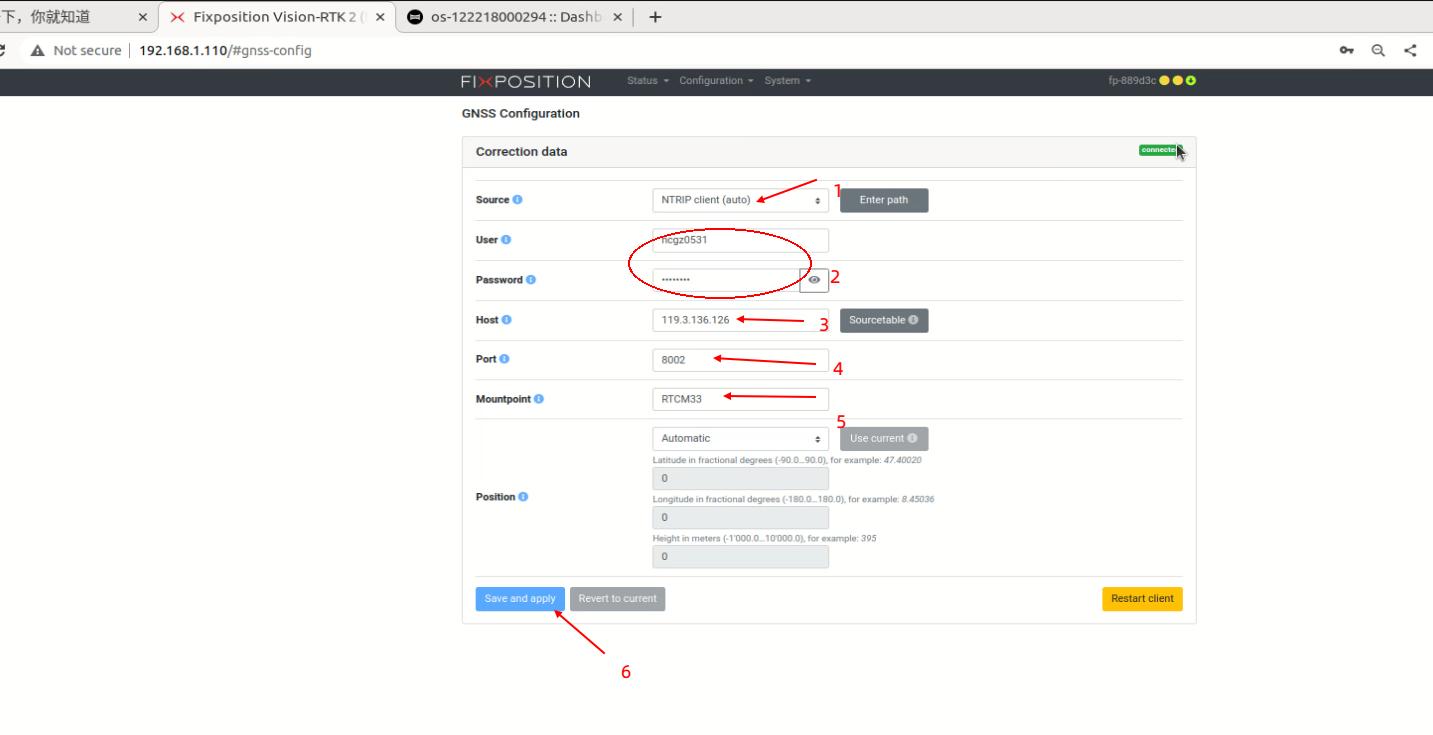 下，你就知道
Fixposition Vision-RTK 2
os-122218000294 :: Dashb
Not secure 192.168.1.110/#gnss-config
FIXPOSITION Status Configuration System fp-889d3c
GNSS Configuration
Correction data
connected
Source NTRIP client (auto) 1 Enter path
User hcgz0531
Password •••••••• 2
Host 119.3.136.126 3 Sourcetable
Port 8002 4
Mountpoint RTCM33
5
Automatic Use current
Latitude in fractional degrees (-90.0...90.0), for example: 47.40020
0
Position
Longitude in fractional degrees (-180.0...180.0), for example: 8.45036
0
Height in meters (-1'000.0...10'000.0), for example: 395
0
Save and apply Revert to current Restart client
6